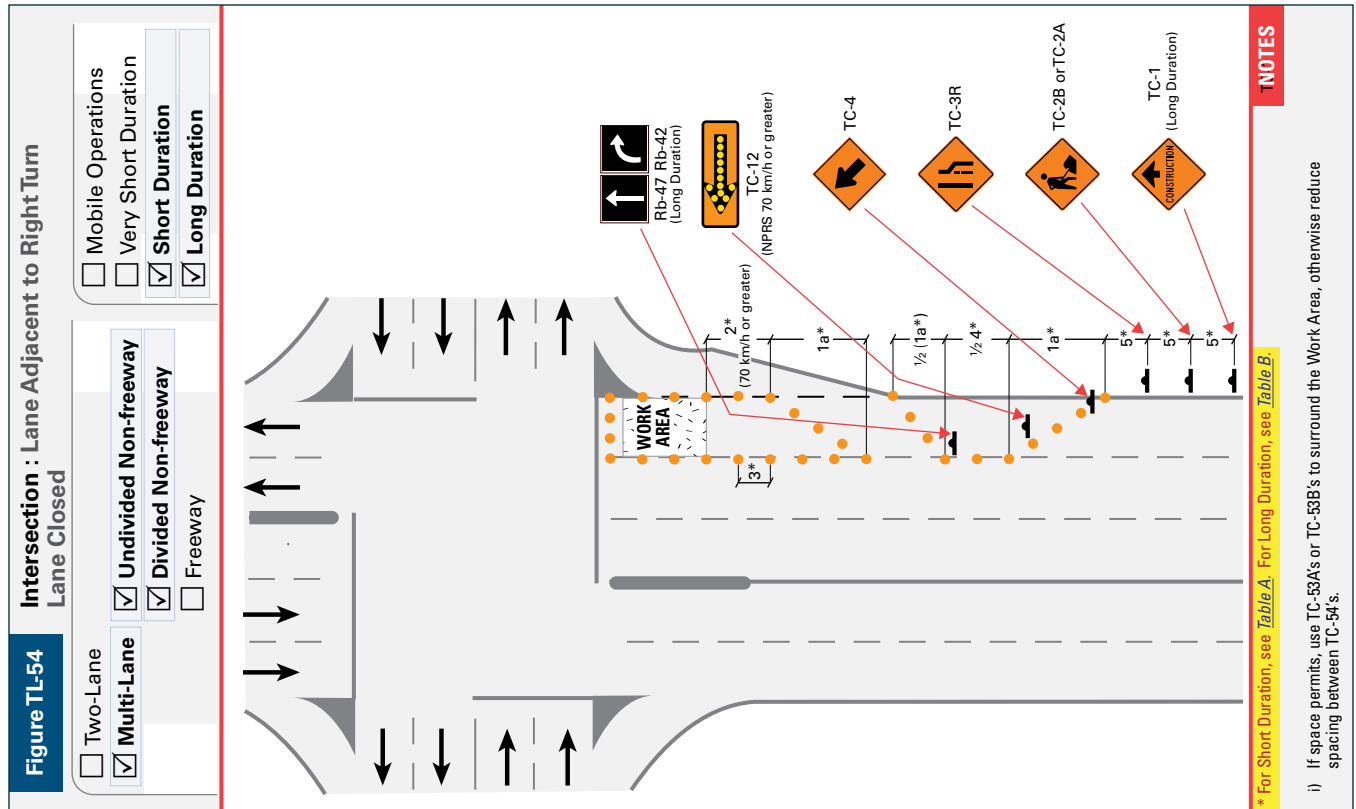 Figure TL-54
Intersection : Lane Adjacent to Right Turn
Lane Closed
Two-Lane
Multi-Lane
Undivided Non-freeway
Divided Non-freeway
Freeway
Mobile Operations
Very Short Duration
Short Duration
Long Duration
Rb-47 Rb-42
(Long Duration)
TC-12
(NPRS 70 km/h or greater)
TC-4
TC-3R
TC-2B or TC-2A
CONSTRUCTION
TC-1
(Long Duration)
WORK
AREA
3*
2*
(70 km/h or greater)
1a*
½ (1a*)
½ 4*
1a*
5*
5*
5*
* For Short Duration, see Table A. For Long Duration, see Table B.
TNOTES
i) If space permits, use TC-53A's or TC-53B's to surround the Work Area, otherwise reduce
spacing between TC-54's.